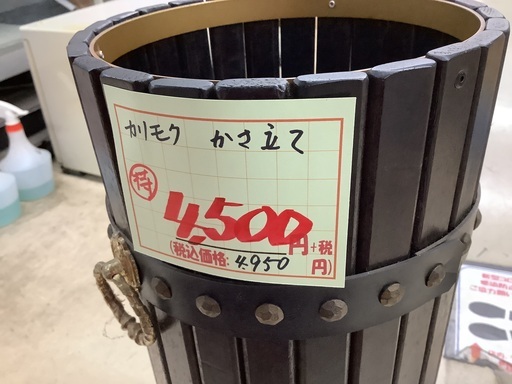 カリモク かさ立て
特
4,500円+税
(税込価格:4,950円)